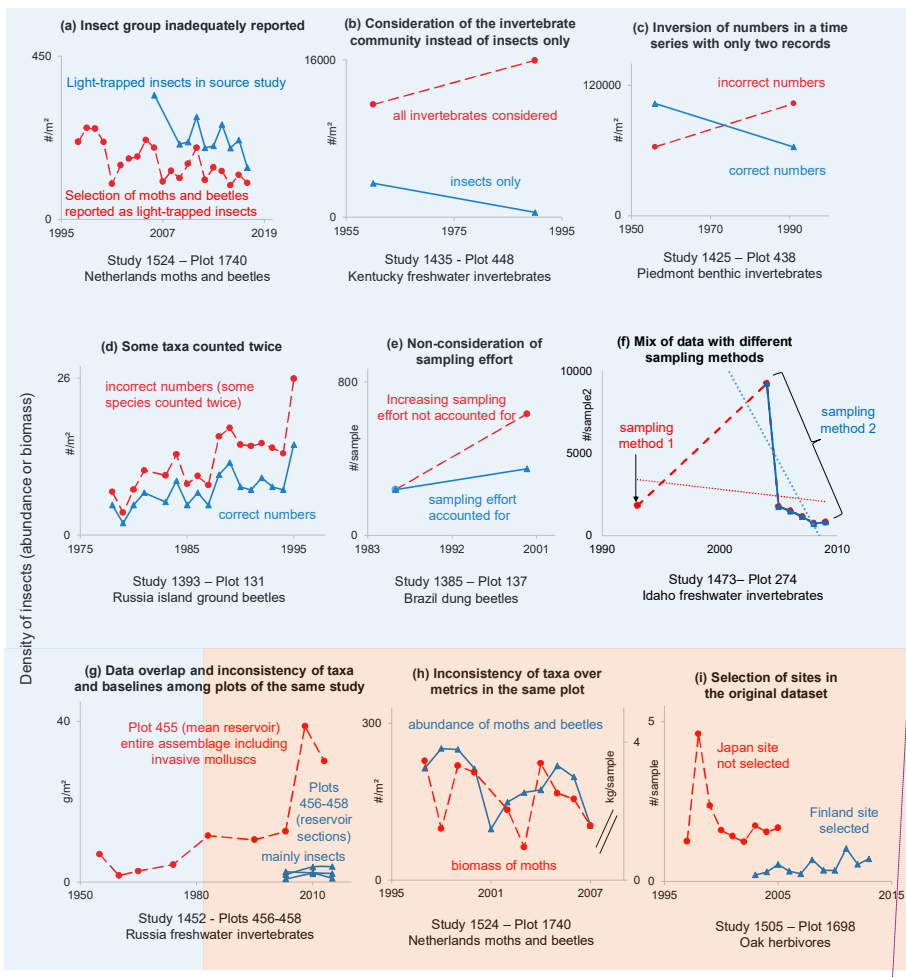 (a) Insect group inadequately reported
450
Light-trapped insects in source study
#/m²
Selection of moths and beetles
reported as light-trapped insects
0
1995 2007 2019
Study 1524 – Plot 1740
Netherlands moths and beetles
(b) Consideration of the invertebrate
community instead of insects only
16000
all invertebrates considered
#/m²
insects only
0
1955 1975 1995
Study 1435 - Plot 448
Kentucky freshwater invertebrates
(c) Inversion of numbers in a time
series with only two records
120000
incorrect numbers
#/m²
correct numbers
0
1950 1970 1990
Study 1425 – Plot 438
Piedmont benthic invertebrates
Density of insects (abundance or biomass)
(d) Some taxa counted twice
26
incorrect numbers (some
species counted twice)
#/m²
correct numbers
0
1975 1985 1995
Study 1393 – Plot 131
Russia island ground beetles
(e) Non-consideration of
sampling effort
800
Increasing sampling
effort not accounted for
#/sample
sampling effort
accounted for
0
1983 1992 2001
Study 1385 – Plot 137
Brazil dung beetles
(f) Mix of data with different
sampling methods
10000
#/sample2
sampling
method 1
sampling
method 2
5000
0
1990 2000 2010
Study 1473– Plot 274
Idaho freshwater invertebrates
(g) Data overlap and inconsistency of taxa
and baselines among plots of the same study
40
Plot 455 (mean reservoir)
entire assemblage including
invasive molluscs
g/m²
Plots
456-458
(reservoir
sections)
mainly insects
0
1950 1980 2010
Study 1452 - Plots 456-458
Russia freshwater invertebrates
(h) Inconsistency of taxa over
metrics in the same plot
300
abundance of moths and beetles
#/m²
kg/sample
biomass of moths
0
1995 2001 2007
Study 1524 – Plot 1740
Netherlands moths and beetles
(i) Selection of sites in
the original dataset
5
4
Japan site
not selected
#/sample
Finland site
selected
0
1995 2005 2015
Study 1505 – Plot 1698
Oak herbivores